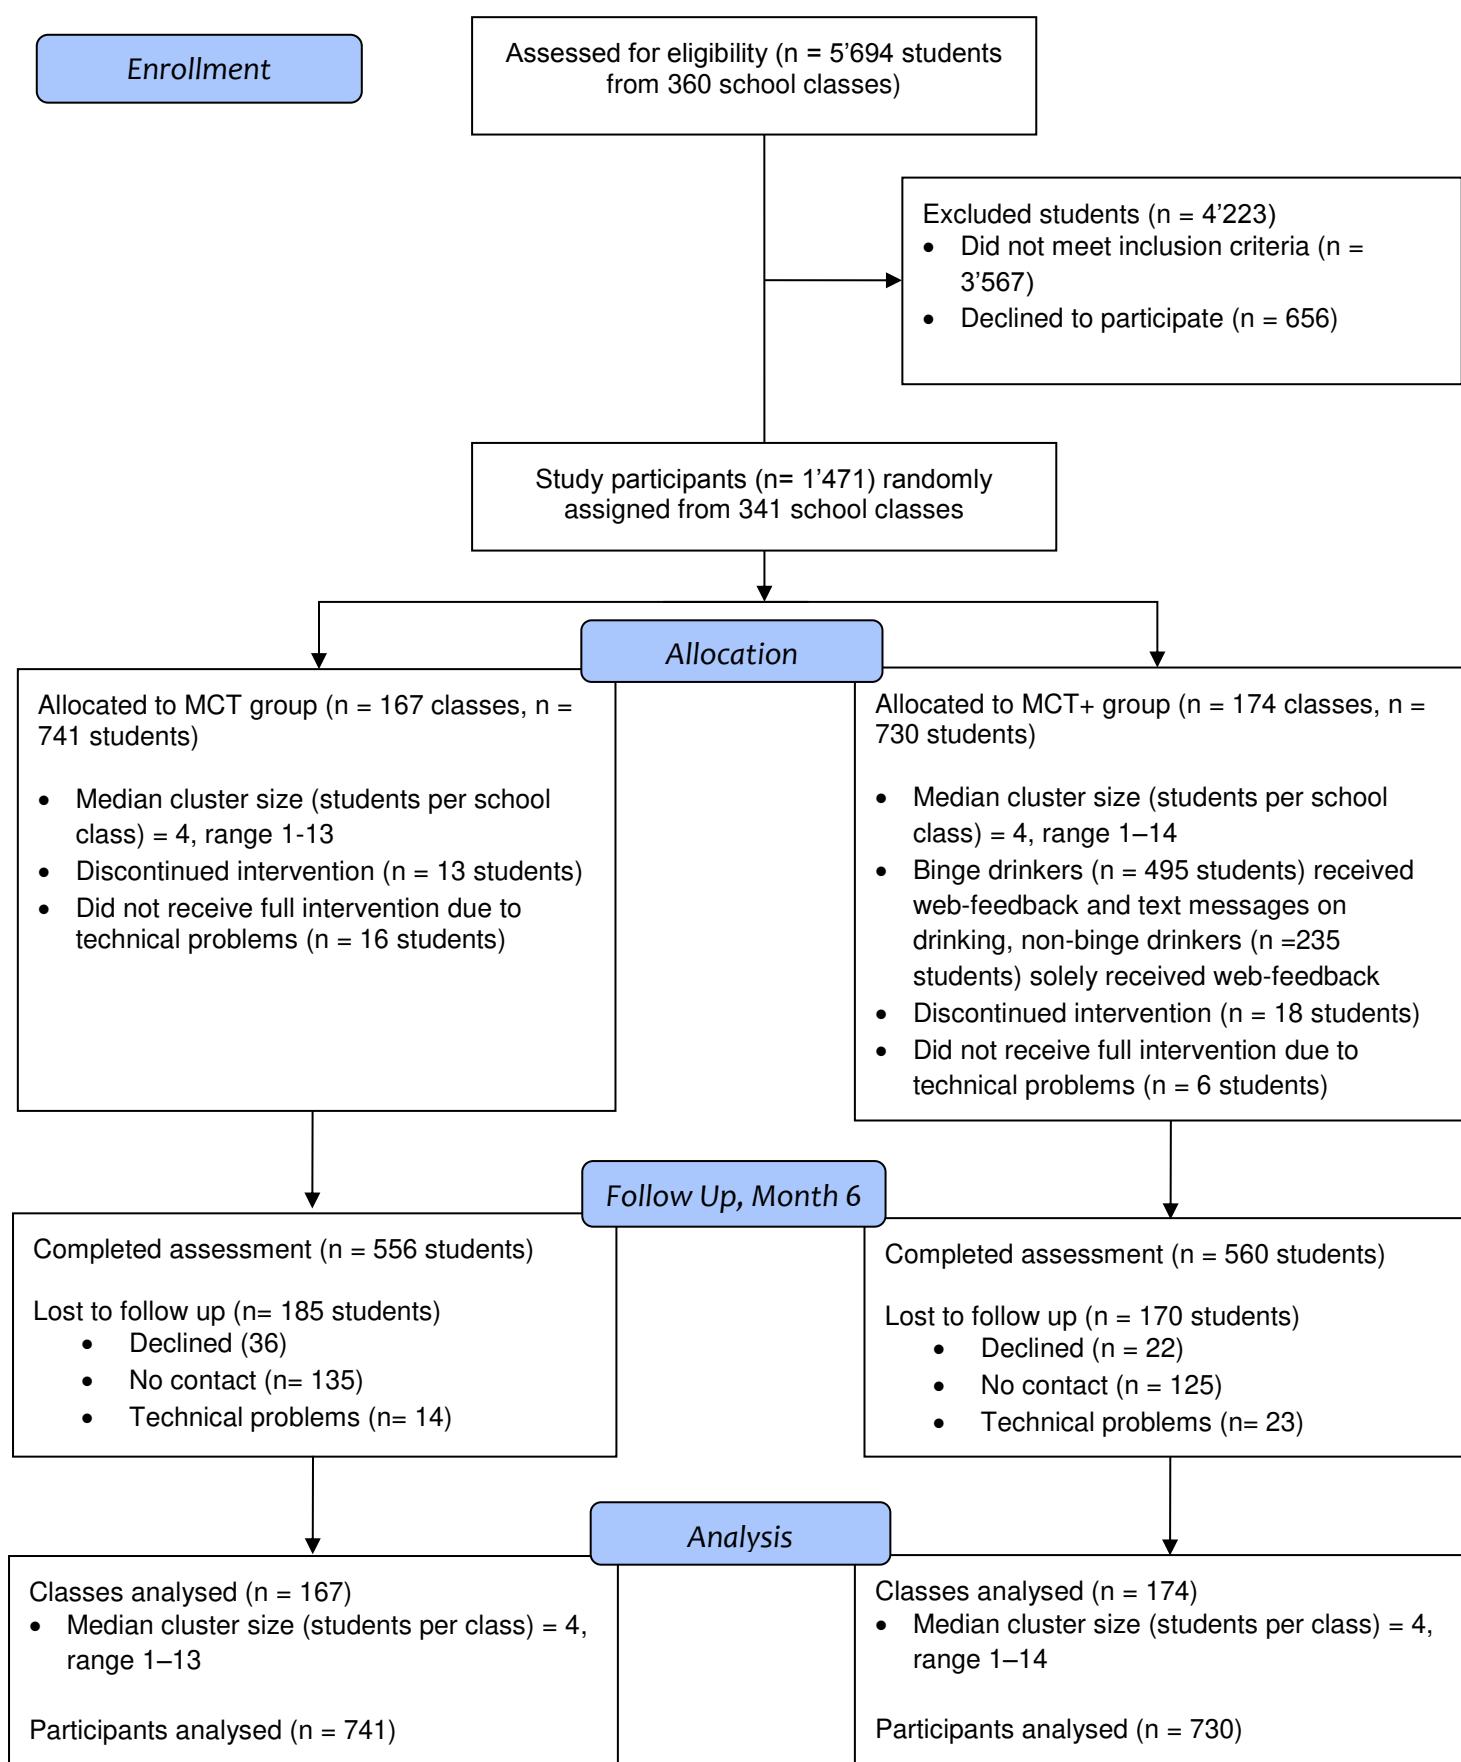 Enrollment
Assessed for eligibility (n = 5’694 students
from 360 school classes)
Excluded students (n = 4’223)
• Did not meet inclusion criteria (n =
3’567)
• Declined to participate (n = 656)
Study participants (n= 1’471) randomly
assigned from 341 school classes
Allocation
Allocated to MCT group (n = 167 classes, n =
741 students)
• Median cluster size (students per school
class) = 4, range 1-13
• Discontinued intervention (n = 13 students)
• Did not receive full intervention due to
technical problems (n = 16 students)
Allocated to MCT+ group (n = 174 classes, n =
730 students)
• Median cluster size (students per school
class) = 4, range 1–14
• Binge drinkers (n = 495 students) received
web-feedback and text messages on
drinking, non-binge drinkers (n =235
students) solely received web-feedback
• Discontinued intervention (n = 18 students)
• Did not receive full intervention due to
technical problems (n = 6 students)
Follow Up, Month 6
Completed assessment (n = 556 students)
Lost to follow up (n= 185 students)
• Declined (36)
• No contact (n= 135)
• Technical problems (n= 14)
Completed assessment (n = 560 students)
Lost to follow up (n = 170 students)
• Declined (n = 22)
• No contact (n = 125)
• Technical problems (n= 23)
Analysis
Classes analysed (n = 167)
• Median cluster size (students per class) = 4,
range 1–13
Participants analysed (n = 741)
Classes analysed (n = 174)
• Median cluster size (students per class) = 4,
range 1–14
Participants analysed (n = 730)